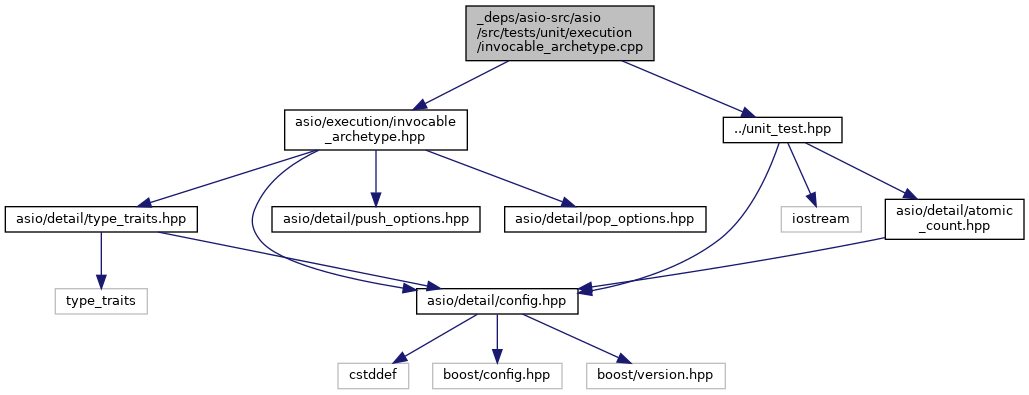 _deps/asio-src/asio
/src/tests/unit/execution
/invocable_archetype.cpp
asio/execution/invocable
_archetype.hpp
../unit_test.hpp
asio/detail/type_traits.hpp
asio/detail/push_options.hpp
asio/detail/pop_options.hpp
iostream
asio/detail/atomic
_count.hpp
type_traits
asio/detail/config.hpp
cstddef
boost/config.hpp
boost/version.hpp